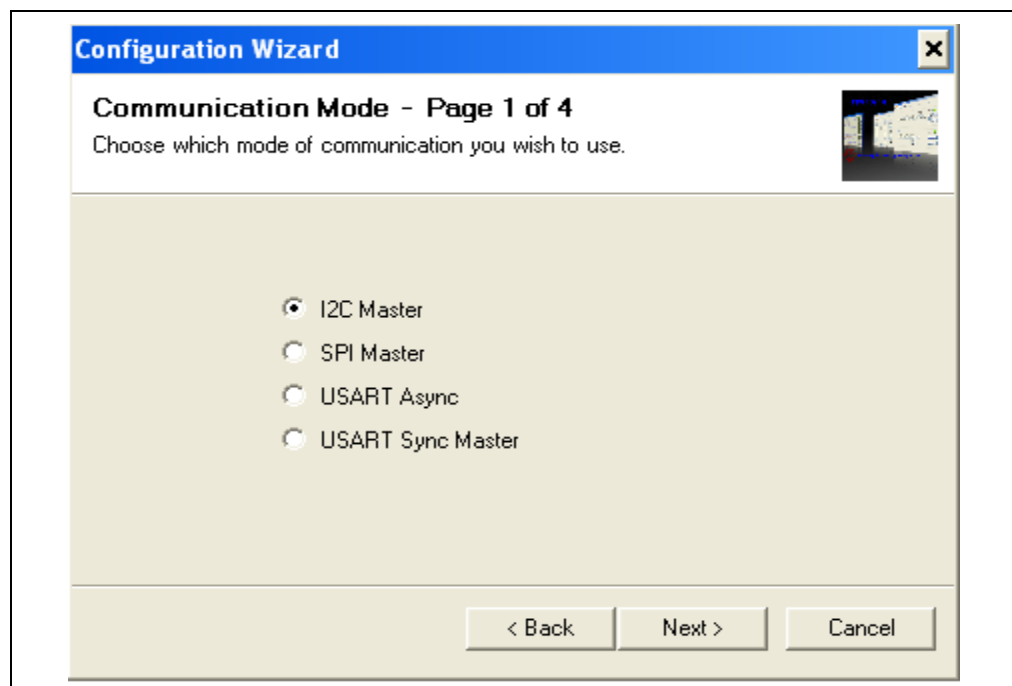 Configuration Wizard
Communication Mode - Page 1 of 4
Choose which mode of communication you wish to use.
I2C Master
SPI Master
USART Async
USART Sync Master
< Back
Next >
Cancel